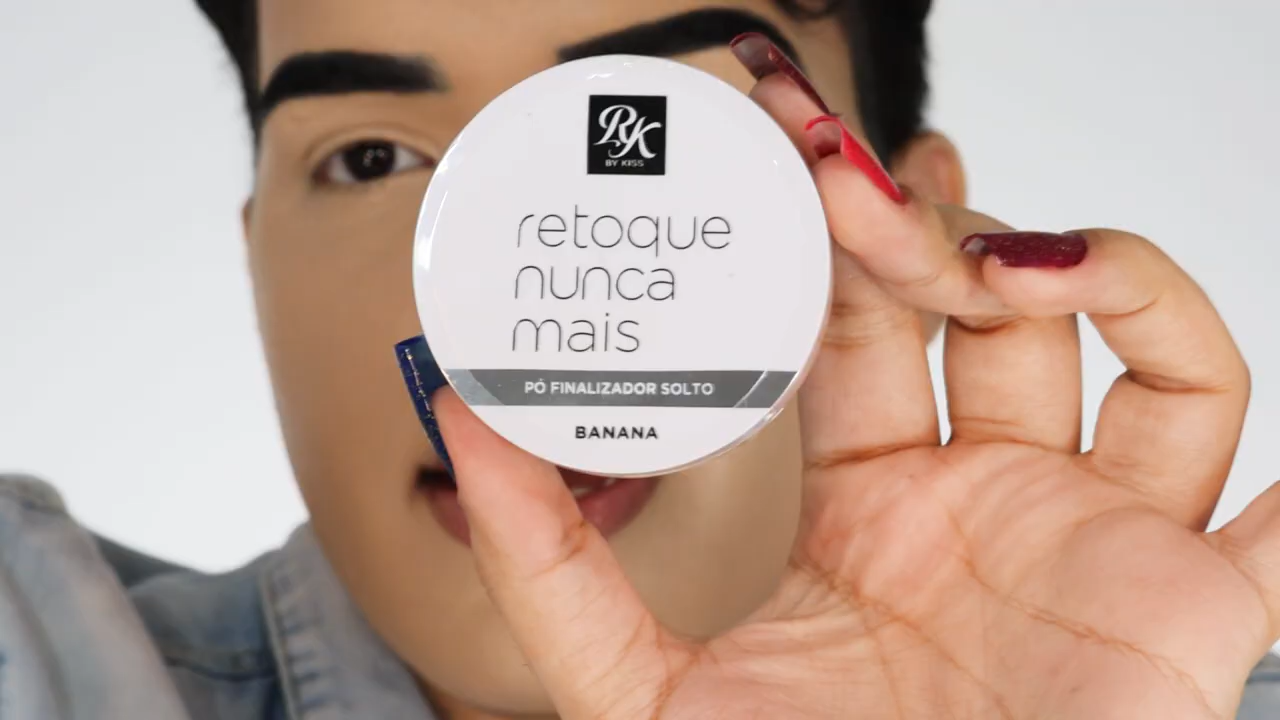 RK
BY KISS
retoque
nunca
mais
PÓ FINALIZADOR SOLTO
BANANA